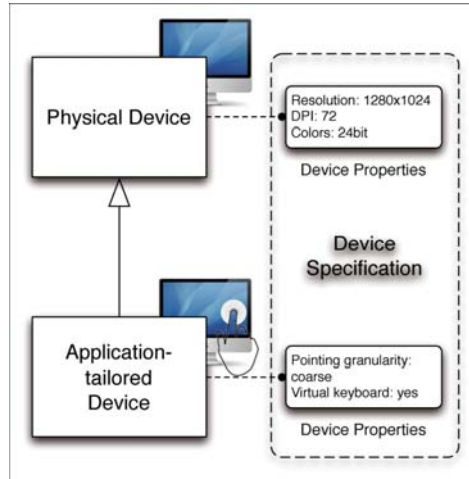 Physical Device
Resolution: 1280x1024
DPI: 72
Colors: 24bit
Device Properties
Device
Specification
Application-
tailored
Device
Pointing granularity:
coarse
Virtual keyboard: yes
Device Properties